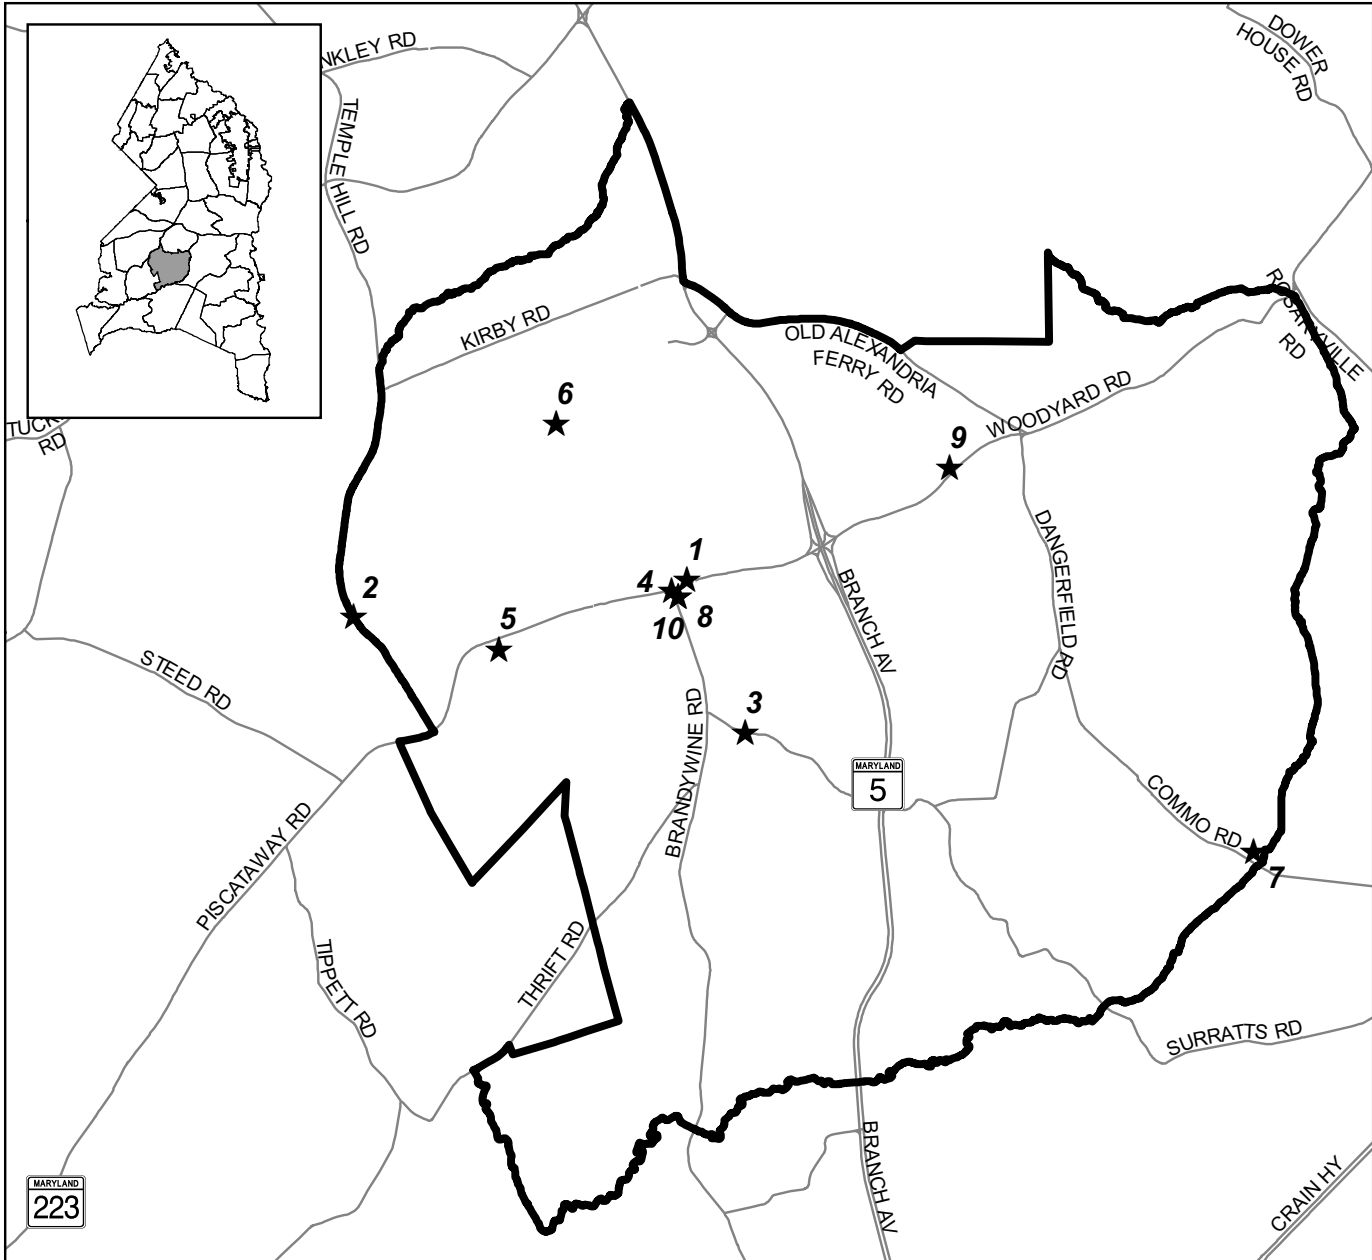 NKLEY RD
DOWER
HOUSE RD
TEMPLE HILL RD
KIRBY RD
OLD ALEXANDRIA
FERRY RD
ROSARYVILLE
RD
WOODYARD RD
6
9
RD
1
4
2
10
8
5
DANGERFIELD RD
BRANCH AV
STEED RD
3
BRANDYWINE RD
MARYLAND
5
COMMO RD
7
PISCATAWAY RD
THRIFT RD
TIPPETT RD
SURRATTS RD
BRANCH AV
MARYLAND
223
CRAIN HY